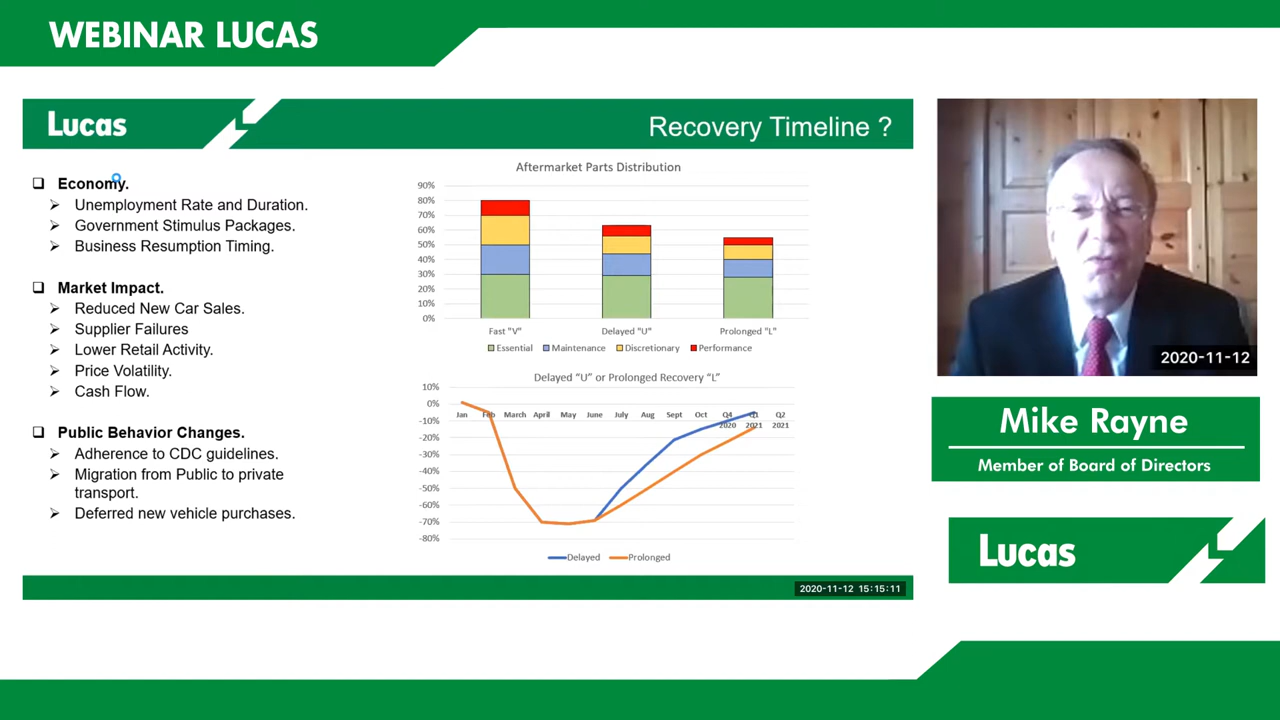 WEBINAR LUCAS
Lucas
Recovery Timeline ?
Economy.
Unemployment Rate and Duration.
Government Stimulus Packages.
Business Resumption Timing.
Market Impact.
Reduced New Car Sales.
Supplier Failures
Lower Retail Activity.
Price Volatility.
Cash Flow.
Public Behavior Changes.
Adherence to CDC guidelines.
Migration from Public to private
transport.
Deferred new vehicle purchases.
Aftermarket Parts Distribution
90%
80%
70%
60%
50%
40%
30%
20%
10%
0%
Fast "V" Delayed "U" Prolonged "L"
Essential Maintenance Discretionary Performance
Delayed “U” or Prolonged Recovery “L”
10%
0%
-10%
-20%
-30%
-40%
-50%
-60%
-70%
-80%
Jan Feb March April May June July Aug Sept Oct Q4 Q1 Q2
2020 2021 2021
Delayed Prolonged
2020-11-12 15:15:11
2020-11-12
Mike Rayne
Member of Board of Directors
Lucas